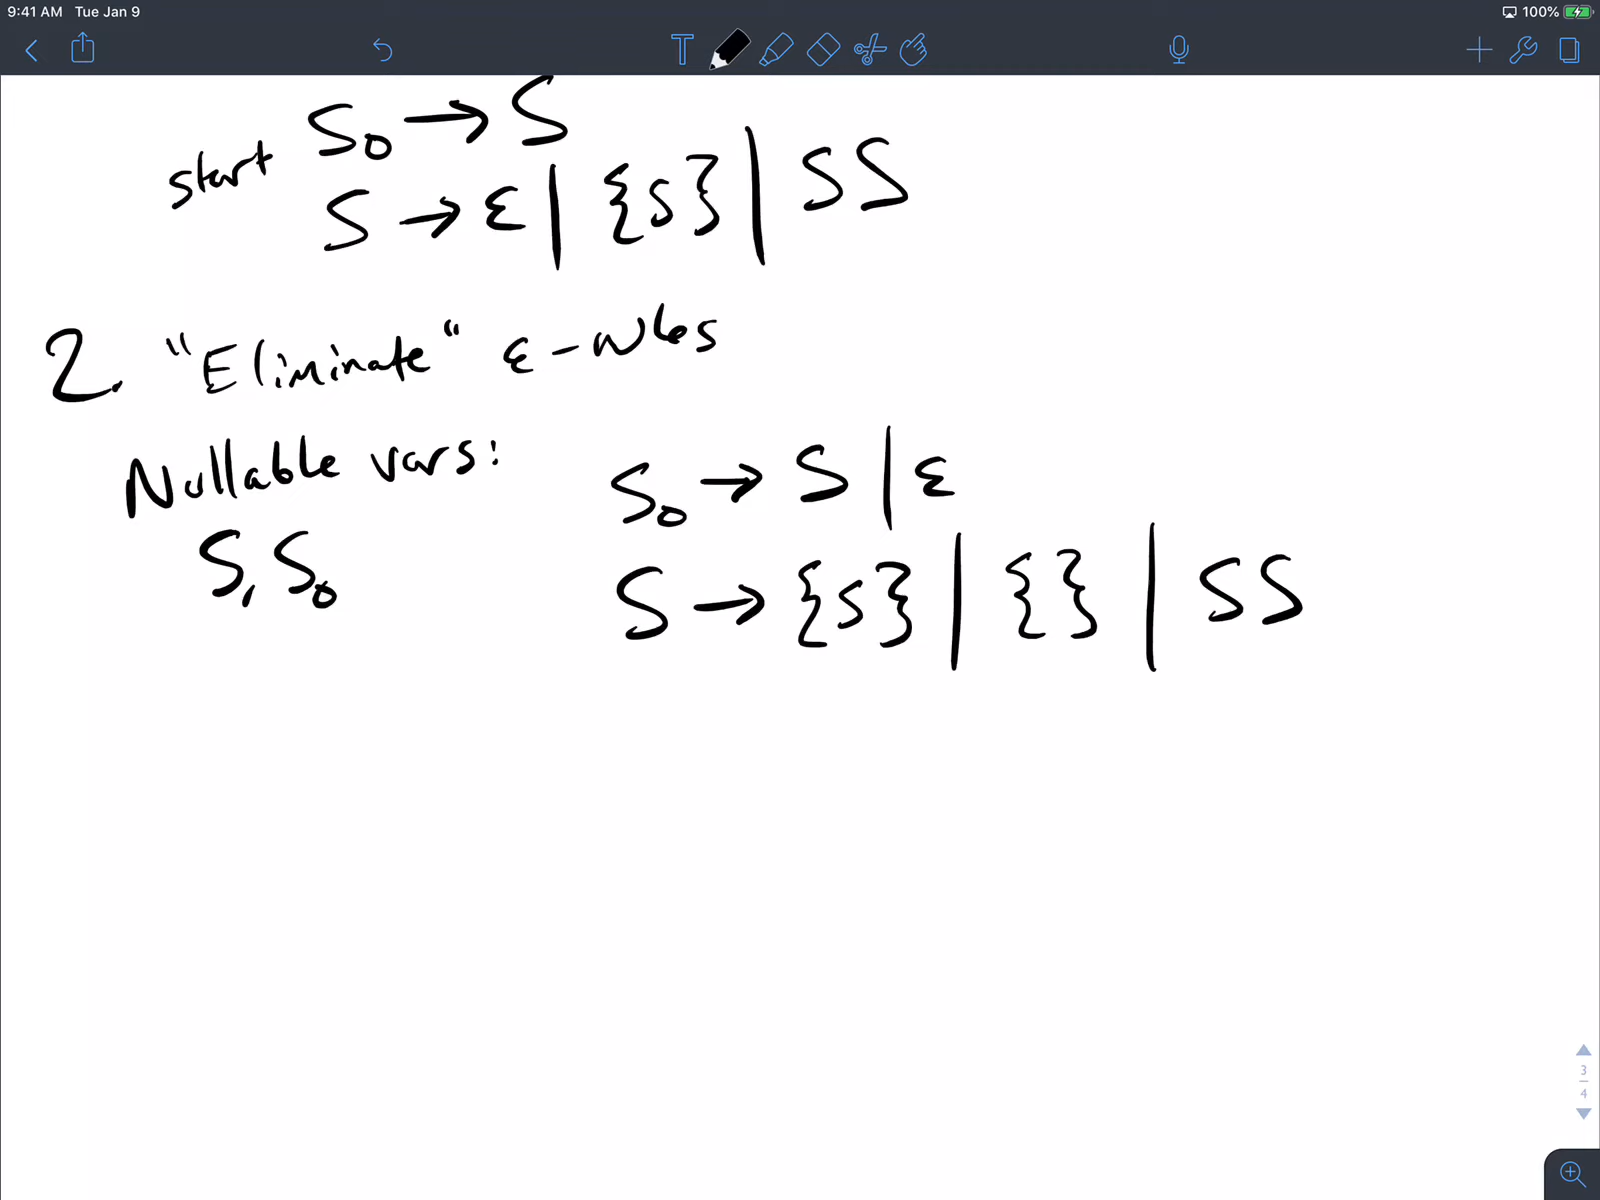 9:41 AM Tue Jan 9 100%
T
S₀ → S
start
S → ε | {S} | SS
2. "Eliminate" ε-rules
Nullable vars:
S₀ → S | ε
S, S₀
S → {S} | {} | SS
3
4